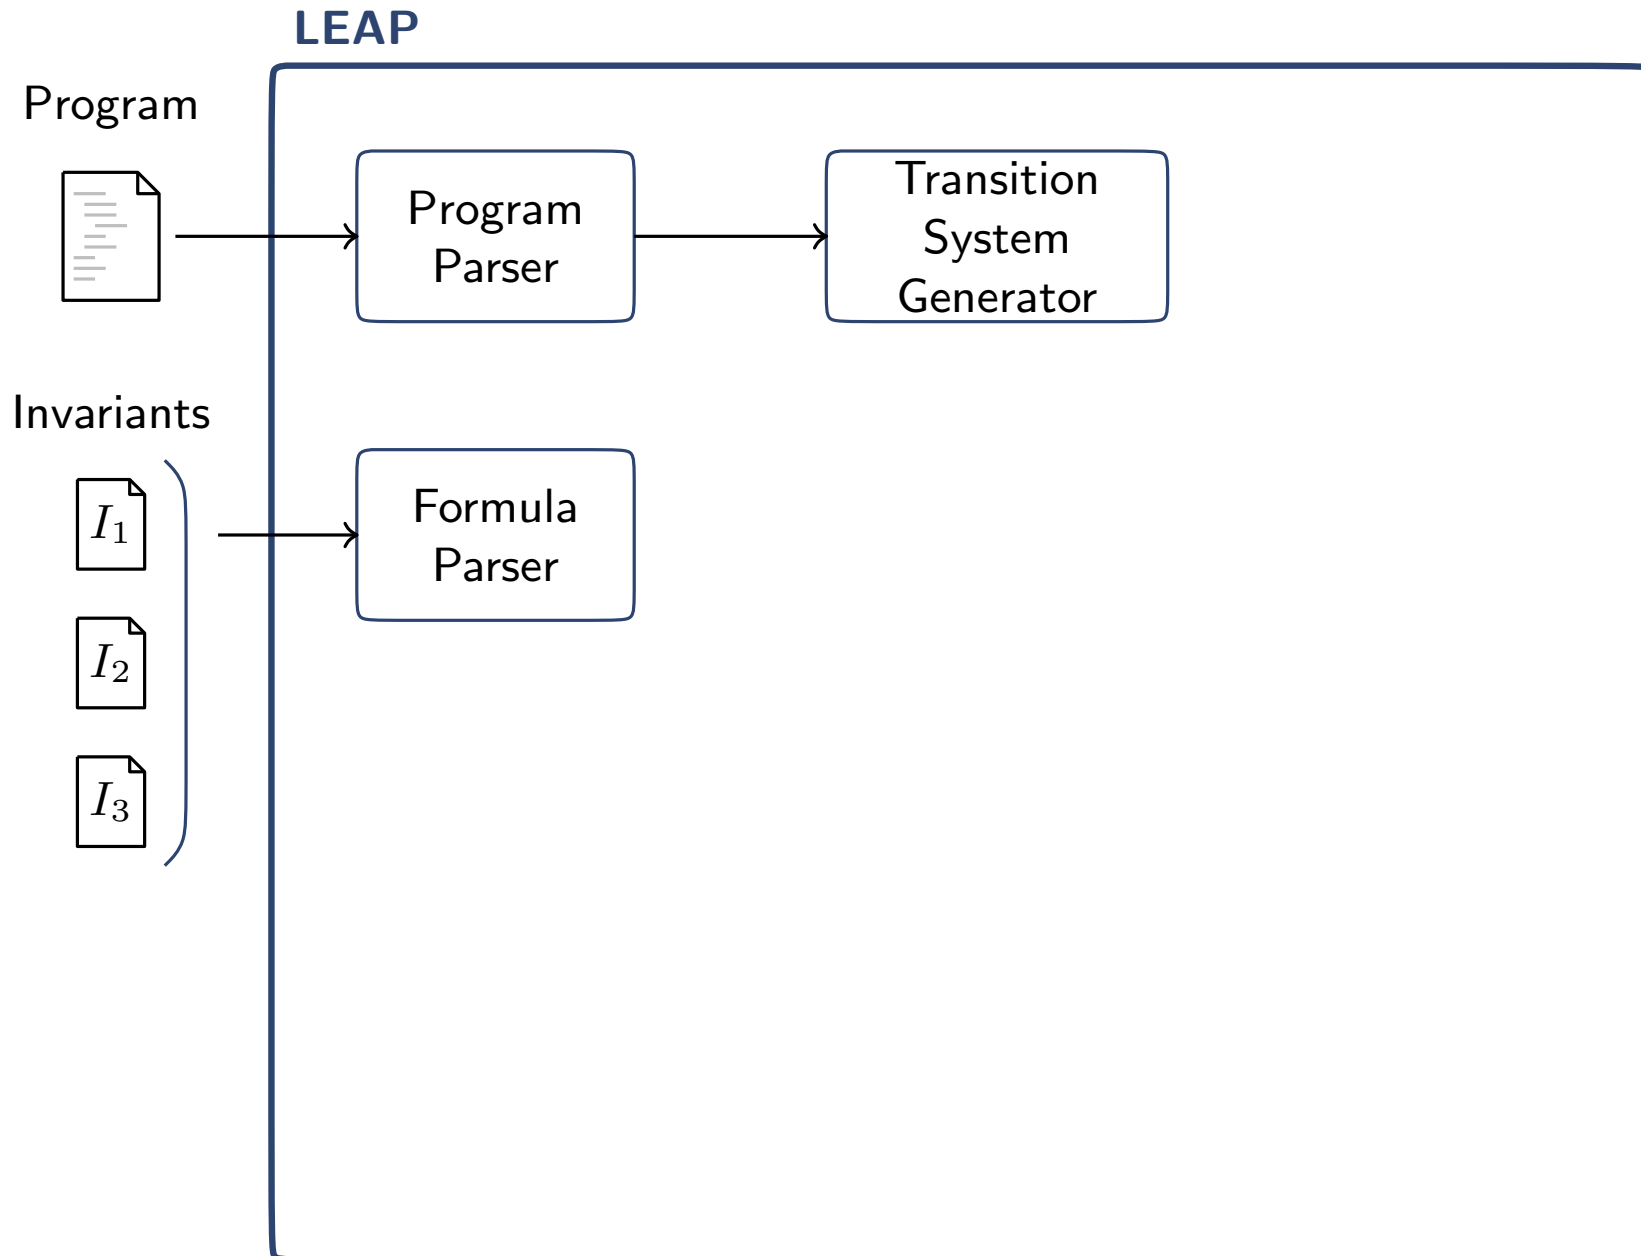 LEAP
Program
Program
Parser
Transition
System
Generator
Invariants
I₁
Formula
Parser
I₂
I₃